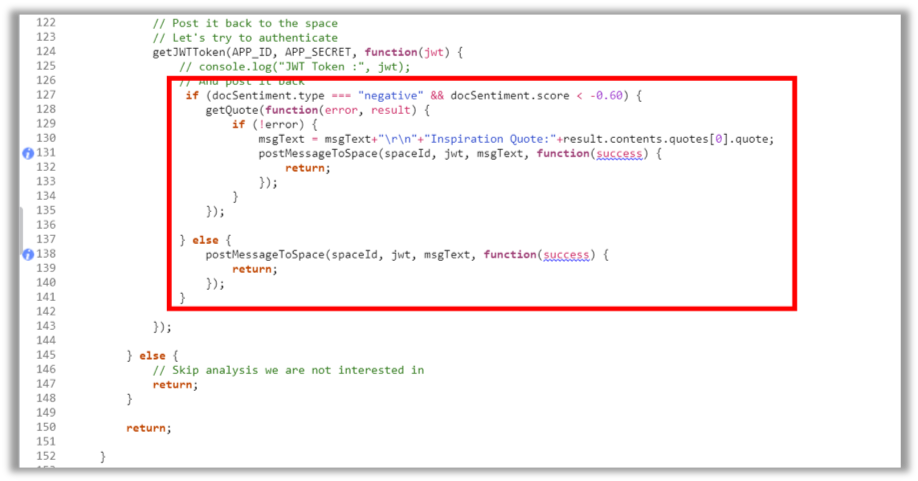 122 // Post it back to the space
123 // Let's try to authenticate
124 getJWTToken(APP_ID, APP_SECRET, function(jwt) {
125 // console.log("JWT Token :", jwt);
126 // And post it back
127 if (docSentiment.type === "negative" && docSentiment.score < -0.60) {
128 getQuote(function(error, result) {
129 if (!error) {
130 msgText = msgText+"\r\n"+"Inspiration Quote:"+result.contents.quotes[0].quote;
131 postMessageToSpace(spaceId, jwt, msgText, function(success) {
132 return;
133 });
134 }
135 });
136
137 } else {
138 postMessageToSpace(spaceId, jwt, msgText, function(success) {
139 return;
140 });
141 }
142
143 });
144
145 } else {
146 // Skip analysis we are not interested in
147 return;
148 }
149
150 return;
151
152 }